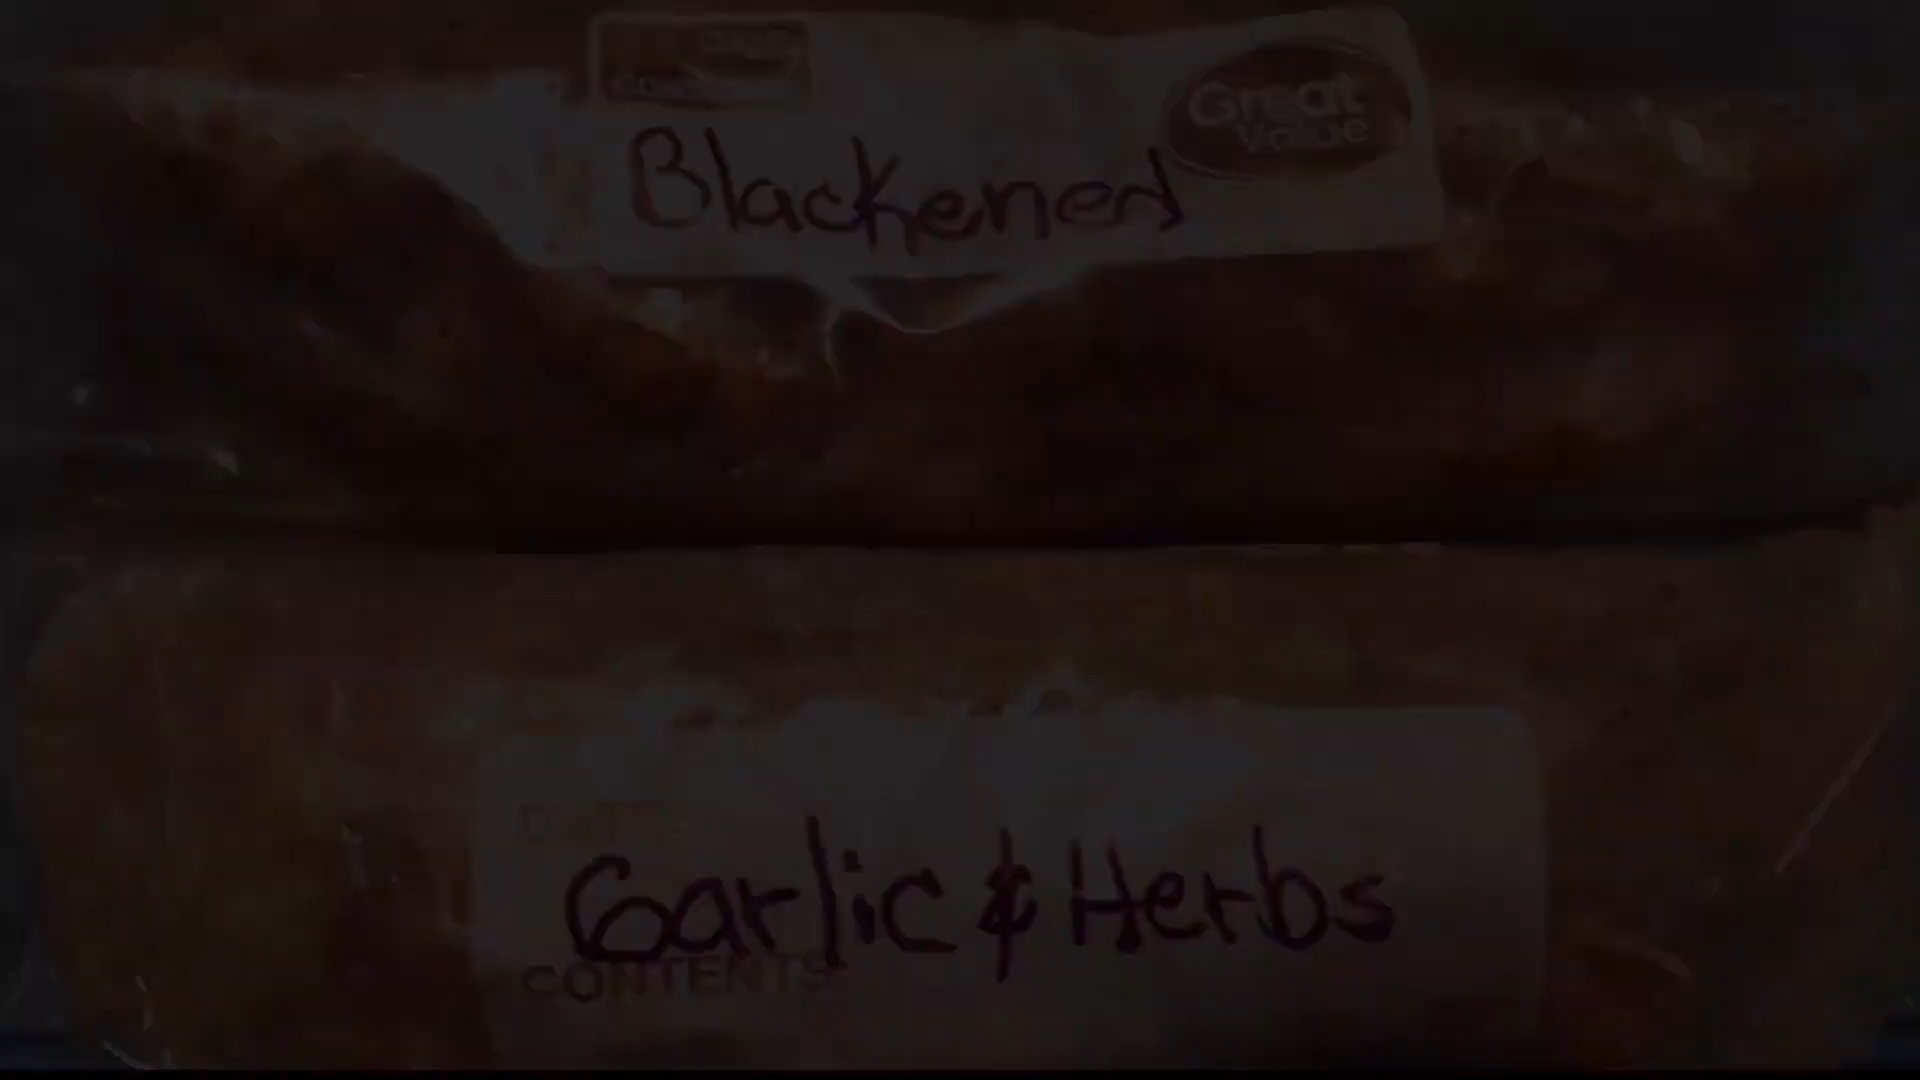 Great
Value
Blackened
Garlic & Herbs
CONTENTS